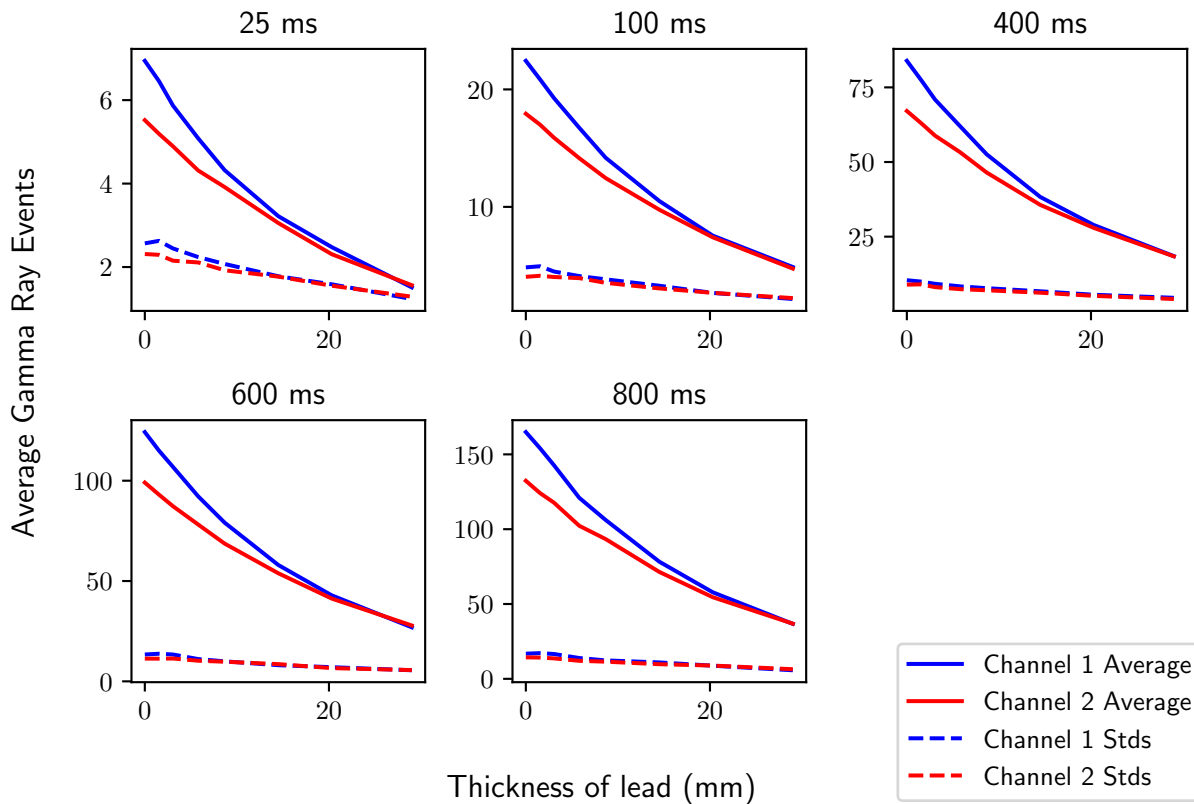 25 ms
100 ms
400 ms
6
4
2
0
20
20
10
0
20
75
50
25
0
20
Average Gamma Ray Events
600 ms
800 ms
100
50
0
0
20
150
100
50
0
0
20
Channel 1 Average
Channel 2 Average
Channel 1 Stds
Channel 2 Stds
Thickness of lead (mm)